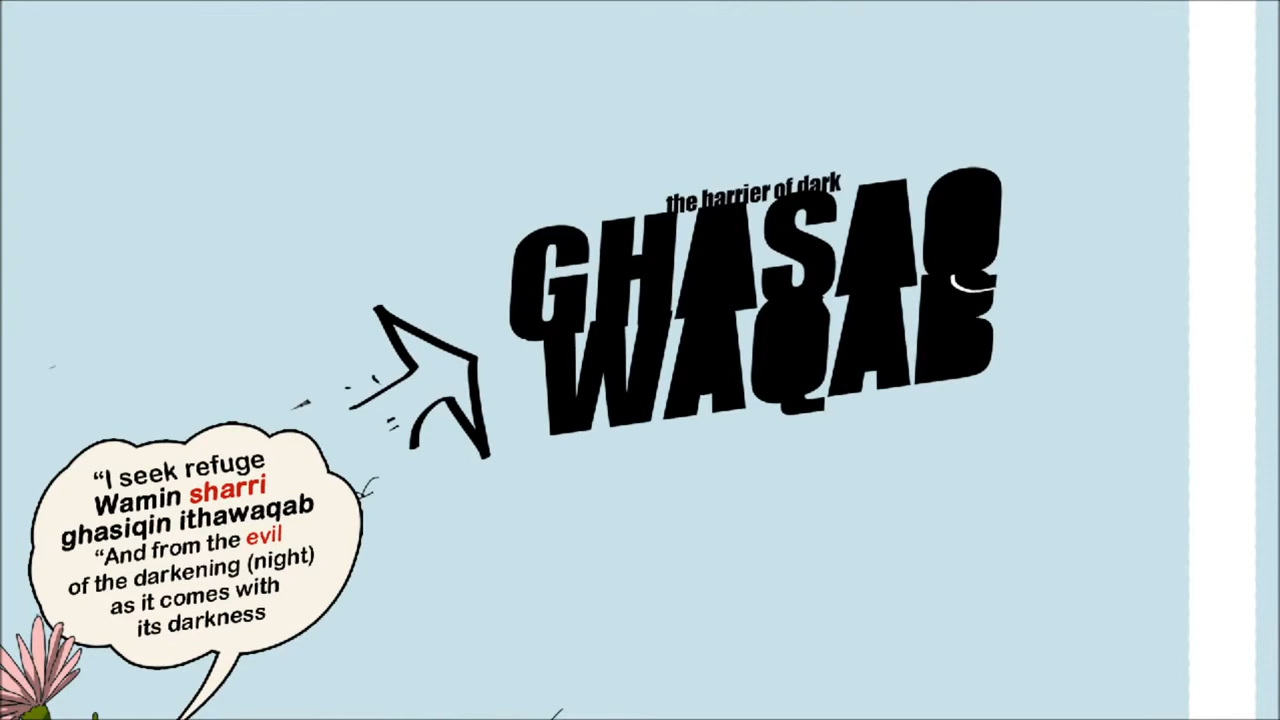 the barrier of dark
GHASAQ
WAQAB
“I seek refuge
Wamin sharri
ghasiqin ithawaqab
“And from the evil
of the darkening (night)
as it comes with
its darkness